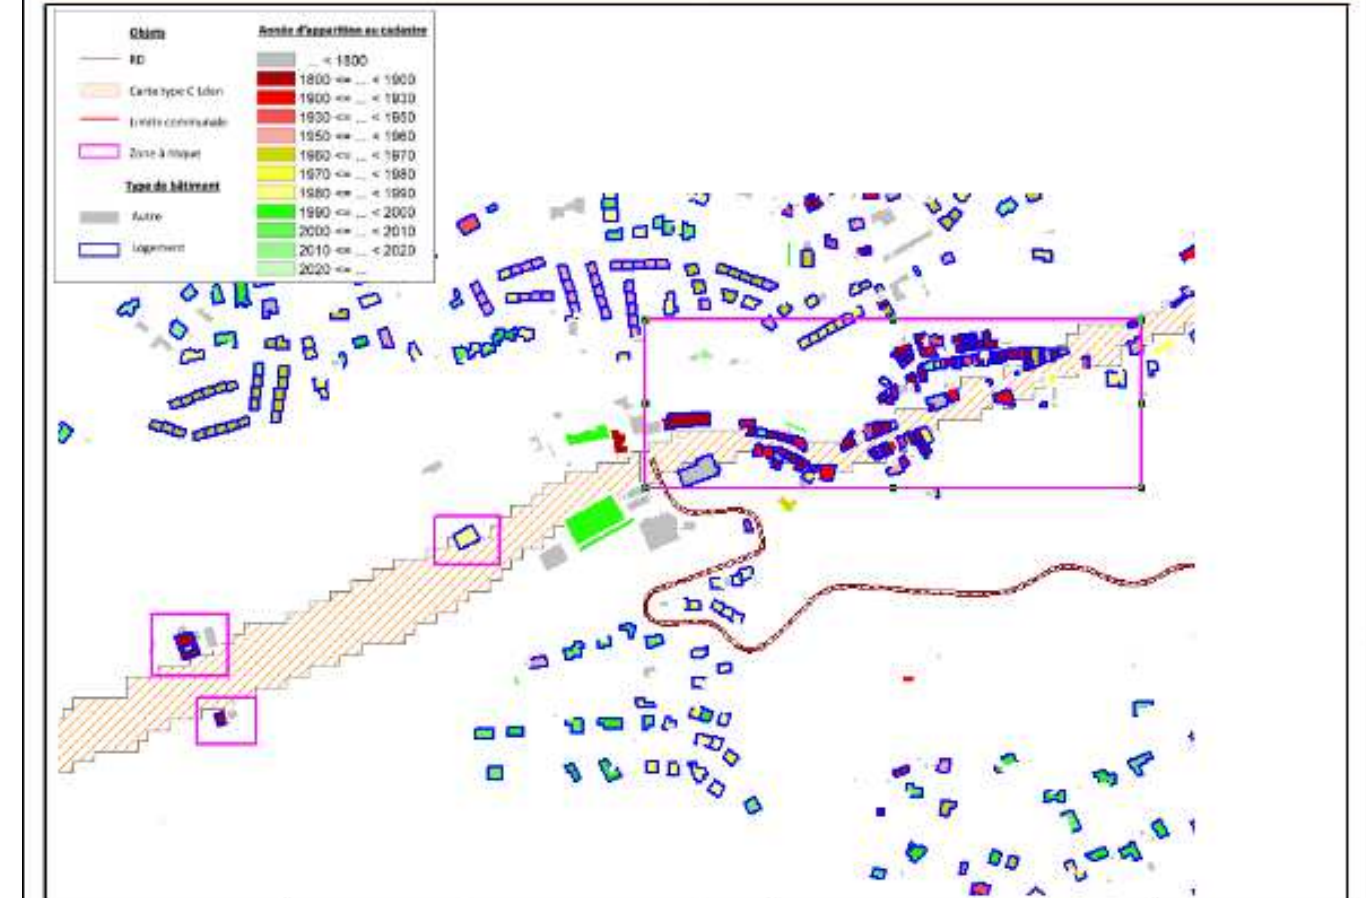 Objets
RD
Carte type C Lden
Limite communale
Zone à risque
Type de bâtiment
Autre
Logement
Année d'apparition au cadastre
... < 1800
1800 <= ... < 1900
1900 <= ... < 1930
1930 <= ... < 1950
1950 <= ... < 1960
1960 <= ... < 1970
1970 <= ... < 1980
1980 <= ... < 1990
1990 <= ... < 2000
2000 <= ... < 2010
2010 <= ... < 2020
2020 <= ...